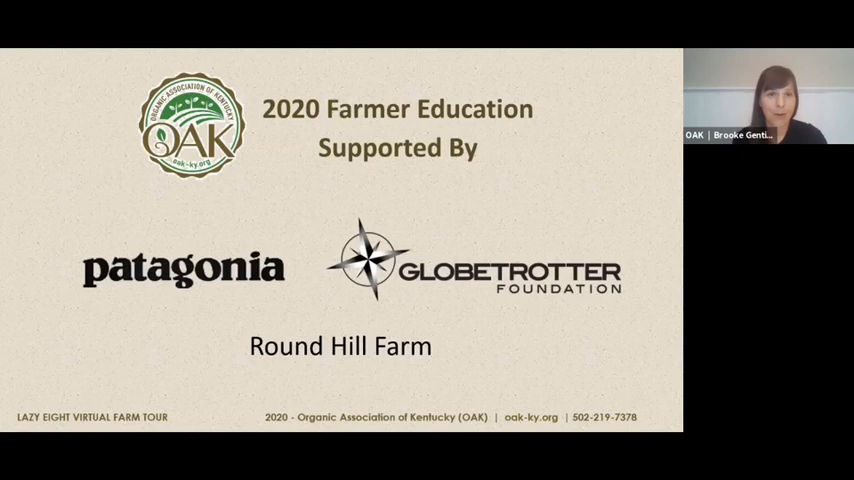 ORGANIC ASSOCIATION OF KENTUCKY
OAK
oak-ky.org
2020 Farmer Education
Supported By
patagonia
GLOBETROTTER
FOUNDATION
Round Hill Farm
LAZY EIGHT VIRTUAL FARM TOUR
2020 - Organic Association of Kentucky (OAK) | oak-ky.org | 502-219-7378
OAK | Brooke Genti...